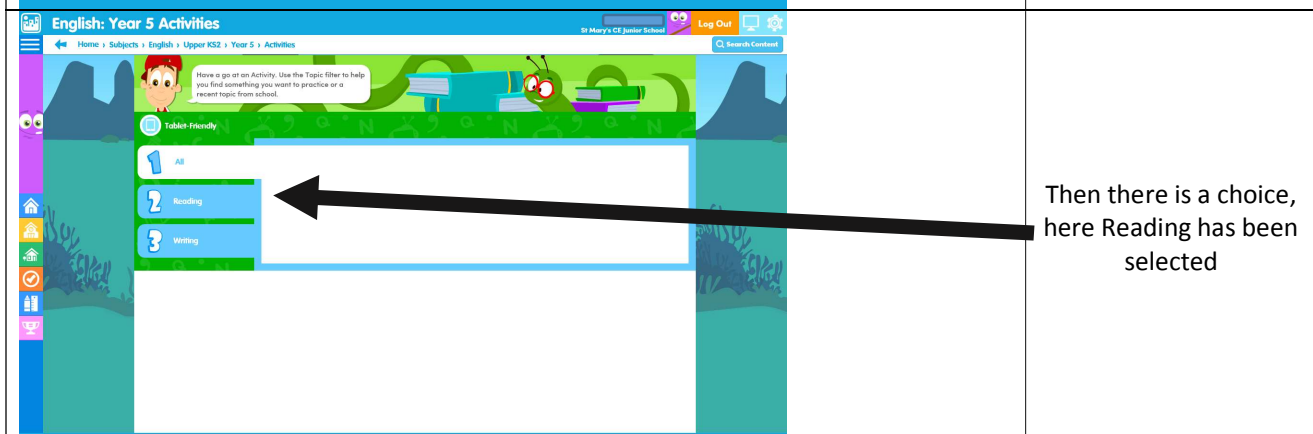 English: Year 5 Activities
St Mary's CE Junior School
Log Out
Home › Subjects › English › Upper KS2 › Year 5 › Activities
Search Content
Have a go at an Activity. Use the Topic filter to help
you find something you want to practice or a
recent topic from school.
Tablet-Friendly
1 All
2 Reading
3 Writing
Then there is a choice,
here Reading has been
selected